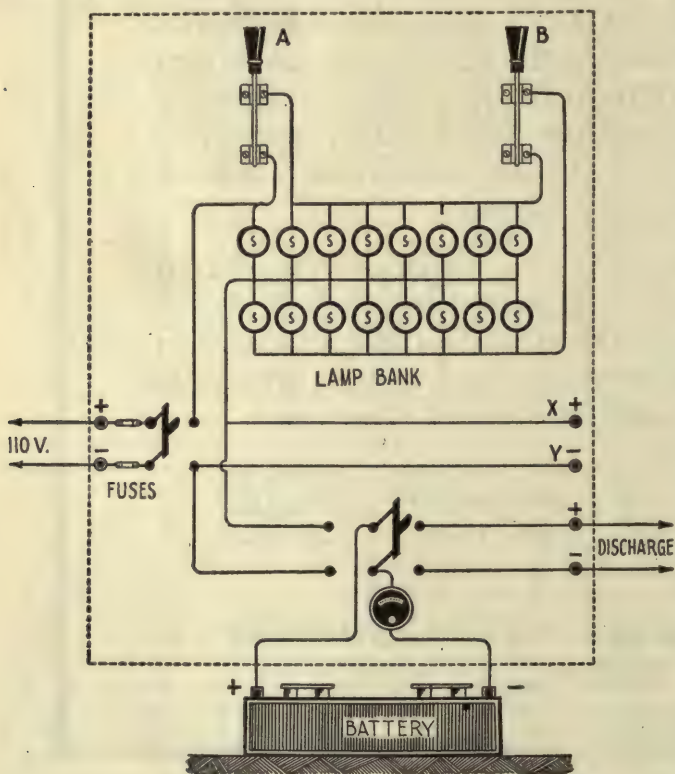 A B
S S S S S S S S
S S S S S S S S
LAMP BANK
+ X +
110 V.
− Y −
FUSES
+
DISCHARGE
−
+ −
BATTERY